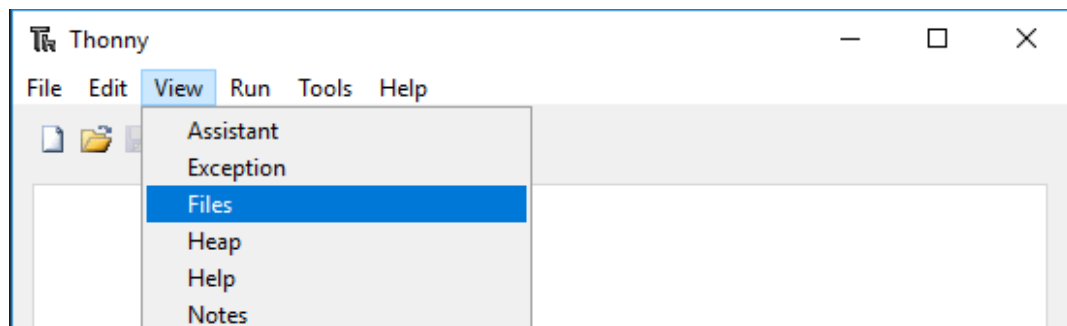 Thonny
File Edit View Run Tools Help
Assistant
Exception
Files
Heap
Help
Notes